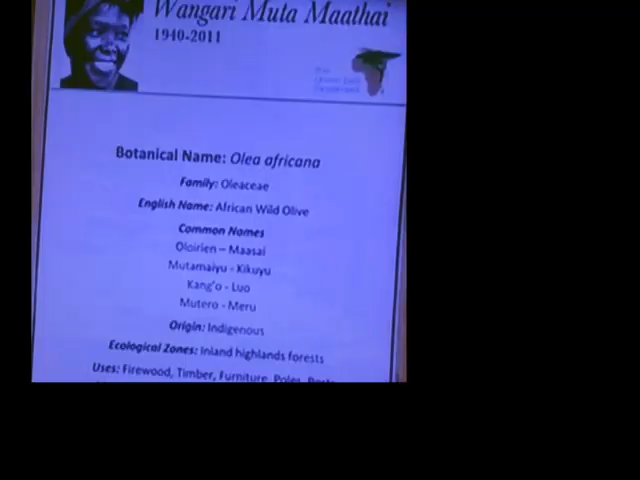 Wangari Muta Maathai
1940-2011
Botanical Name: Olea africana
Family: Oleaceae
English Name: African Wild Olive
Common Names
Oloirien – Maasai
Mutamaiyu - Kikuyu
Kang'o - Luo
Mutero - Meru
Origin: Indigenous
Ecological Zones: Inland highlands forests
Uses: Firewood, Timber, Furniture, Poles, Posts